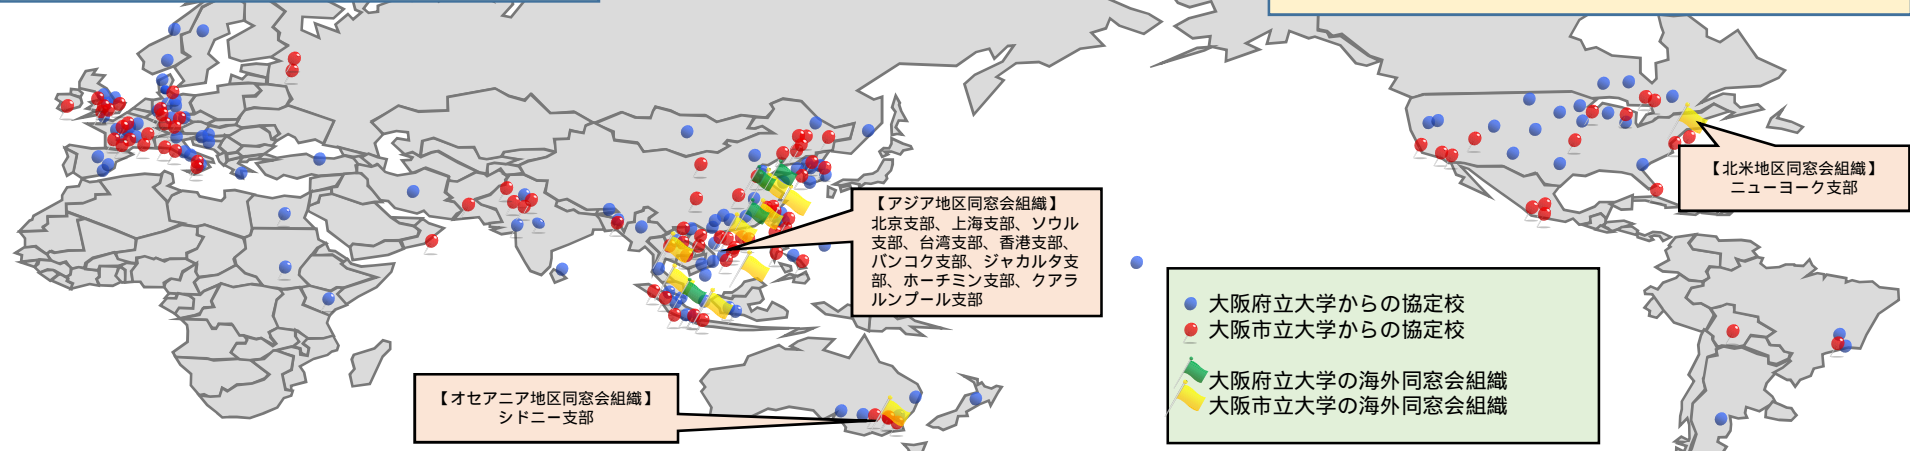 【アジア地区同窓会組織】
北京支部、上海支部、ソウル
支部、台湾支部、香港支部、
バンコク支部、ジャカルタ支
部、ホーチミン支部、クアラ
ルンプール支部
【北米地区同窓会組織】
ニューヨーク支部
【オセアニア地区同窓会組織】
シドニー支部
大阪府立大学からの協定校
大阪市立大学からの協定校
大阪府立大学の海外同窓会組織
大阪市立大学の海外同窓会組織